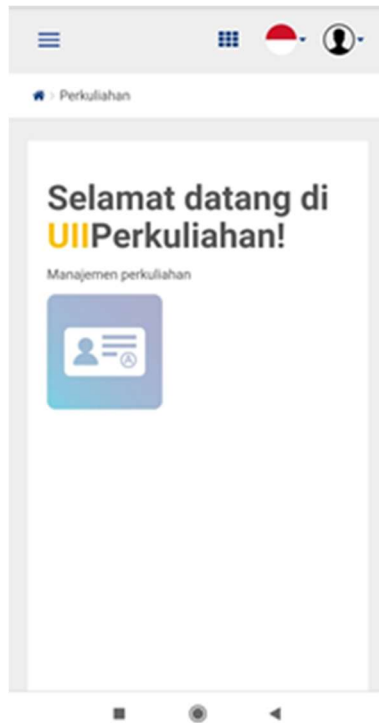 Perkuliahan
Selamat datang di
UIIPerkuliahan!
Manajemen perkuliahan
A